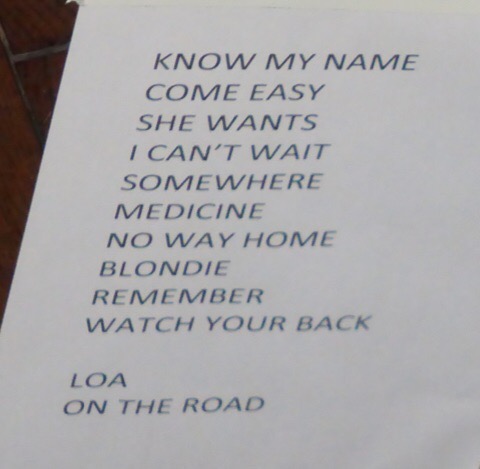 KNOW MY NAME
COME EASY
SHE WANTS
I CAN'T WAIT
SOMEWHERE
MEDICINE
NO WAY HOME
BLONDIE
REMEMBER
WATCH YOUR BACK
LOA
ON THE ROAD